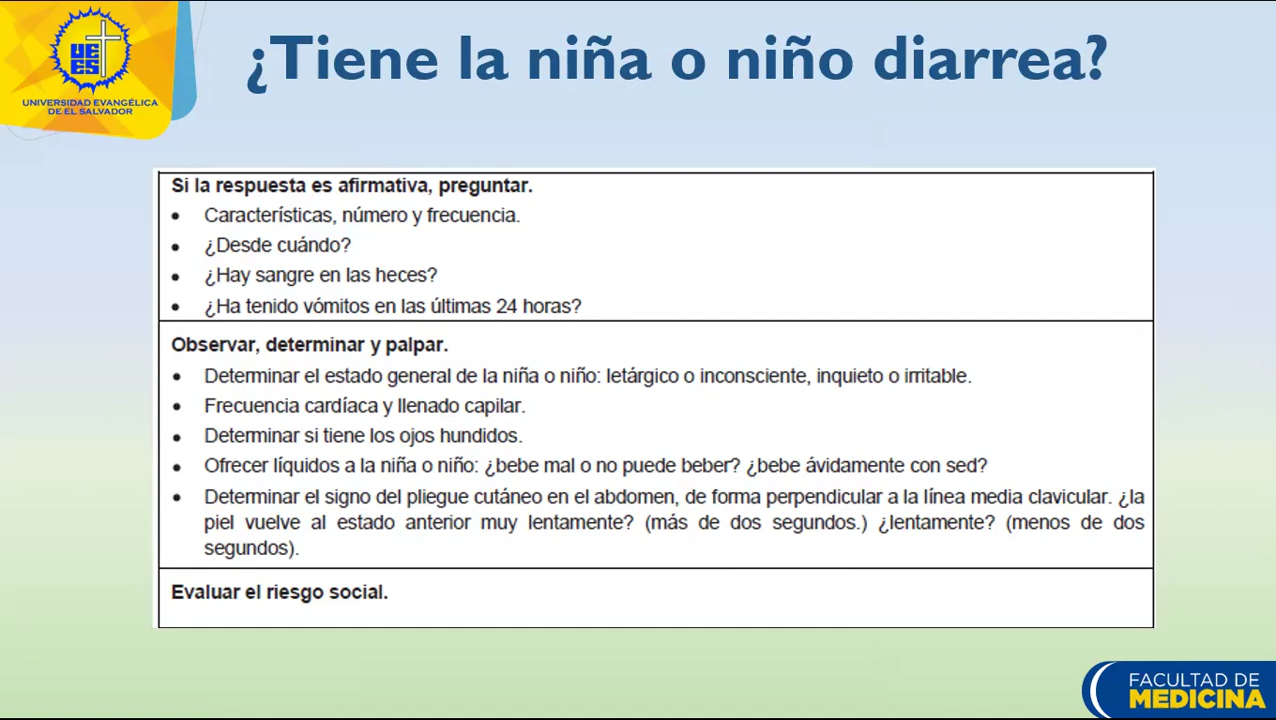 UE
ES
UNIVERSIDAD EVANGÉLICA
DE EL SALVADOR
¿Tiene la niña o niño diarrea?
Si la respuesta es afirmativa, preguntar.
• Características, número y frecuencia.
• ¿Desde cuándo?
• ¿Hay sangre en las heces?
• ¿Ha tenido vómitos en las últimas 24 horas?
Observar, determinar y palpar.
• Determinar el estado general de la niña o niño: letárgico o inconsciente, inquieto o irritable.
• Frecuencia cardíaca y llenado capilar.
• Determinar si tiene los ojos hundidos.
• Ofrecer líquidos a la niña o niño: ¿bebe mal o no puede beber? ¿bebe ávidamente con sed?
• Determinar el signo del pliegue cutáneo en el abdomen, de forma perpendicular a la línea media clavicular. ¿la
piel vuelve al estado anterior muy lentamente? (más de dos segundos.) ¿lentamente? (menos de dos
segundos).
Evaluar el riesgo social.
FACULTAD DE
MEDICINA